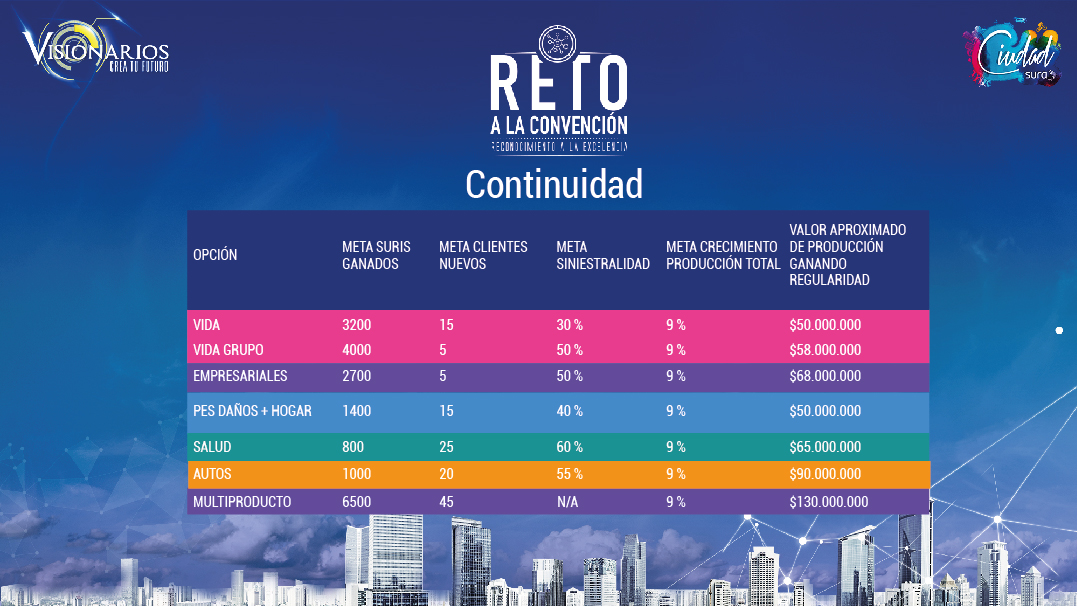 VISIONARIOS
CREA TU FUTURO
Ciudad
sura
RETO
A LA CONVENCIÓN
RECONOCIMIENTO A LA EXCELENCIA
Continuidad
OPCIÓN
META SURIS
GANADOS
META CLIENTES
NUEVOS
META
SINIESTRALIDAD
META CRECIMIENTO
PRODUCCIÓN TOTAL
VALOR APROXIMADO
DE PRODUCCIÓN
GANANDO
REGULARIDAD
VIDA 3200 15 30 % 9 % $50.000.000
VIDA GRUPO 4000 5 50 % 9 % $58.000.000
EMPRESARIALES 2700 5 50 % 9 % $68.000.000
PES DAÑOS + HOGAR 1400 15 40 % 9 % $50.000.000
SALUD 800 25 60 % 9 % $65.000.000
AUTOS 1000 20 55 % 9 % $90.000.000
MULTIPRODUCTO 6500 45 N/A 9 % $130.000.000